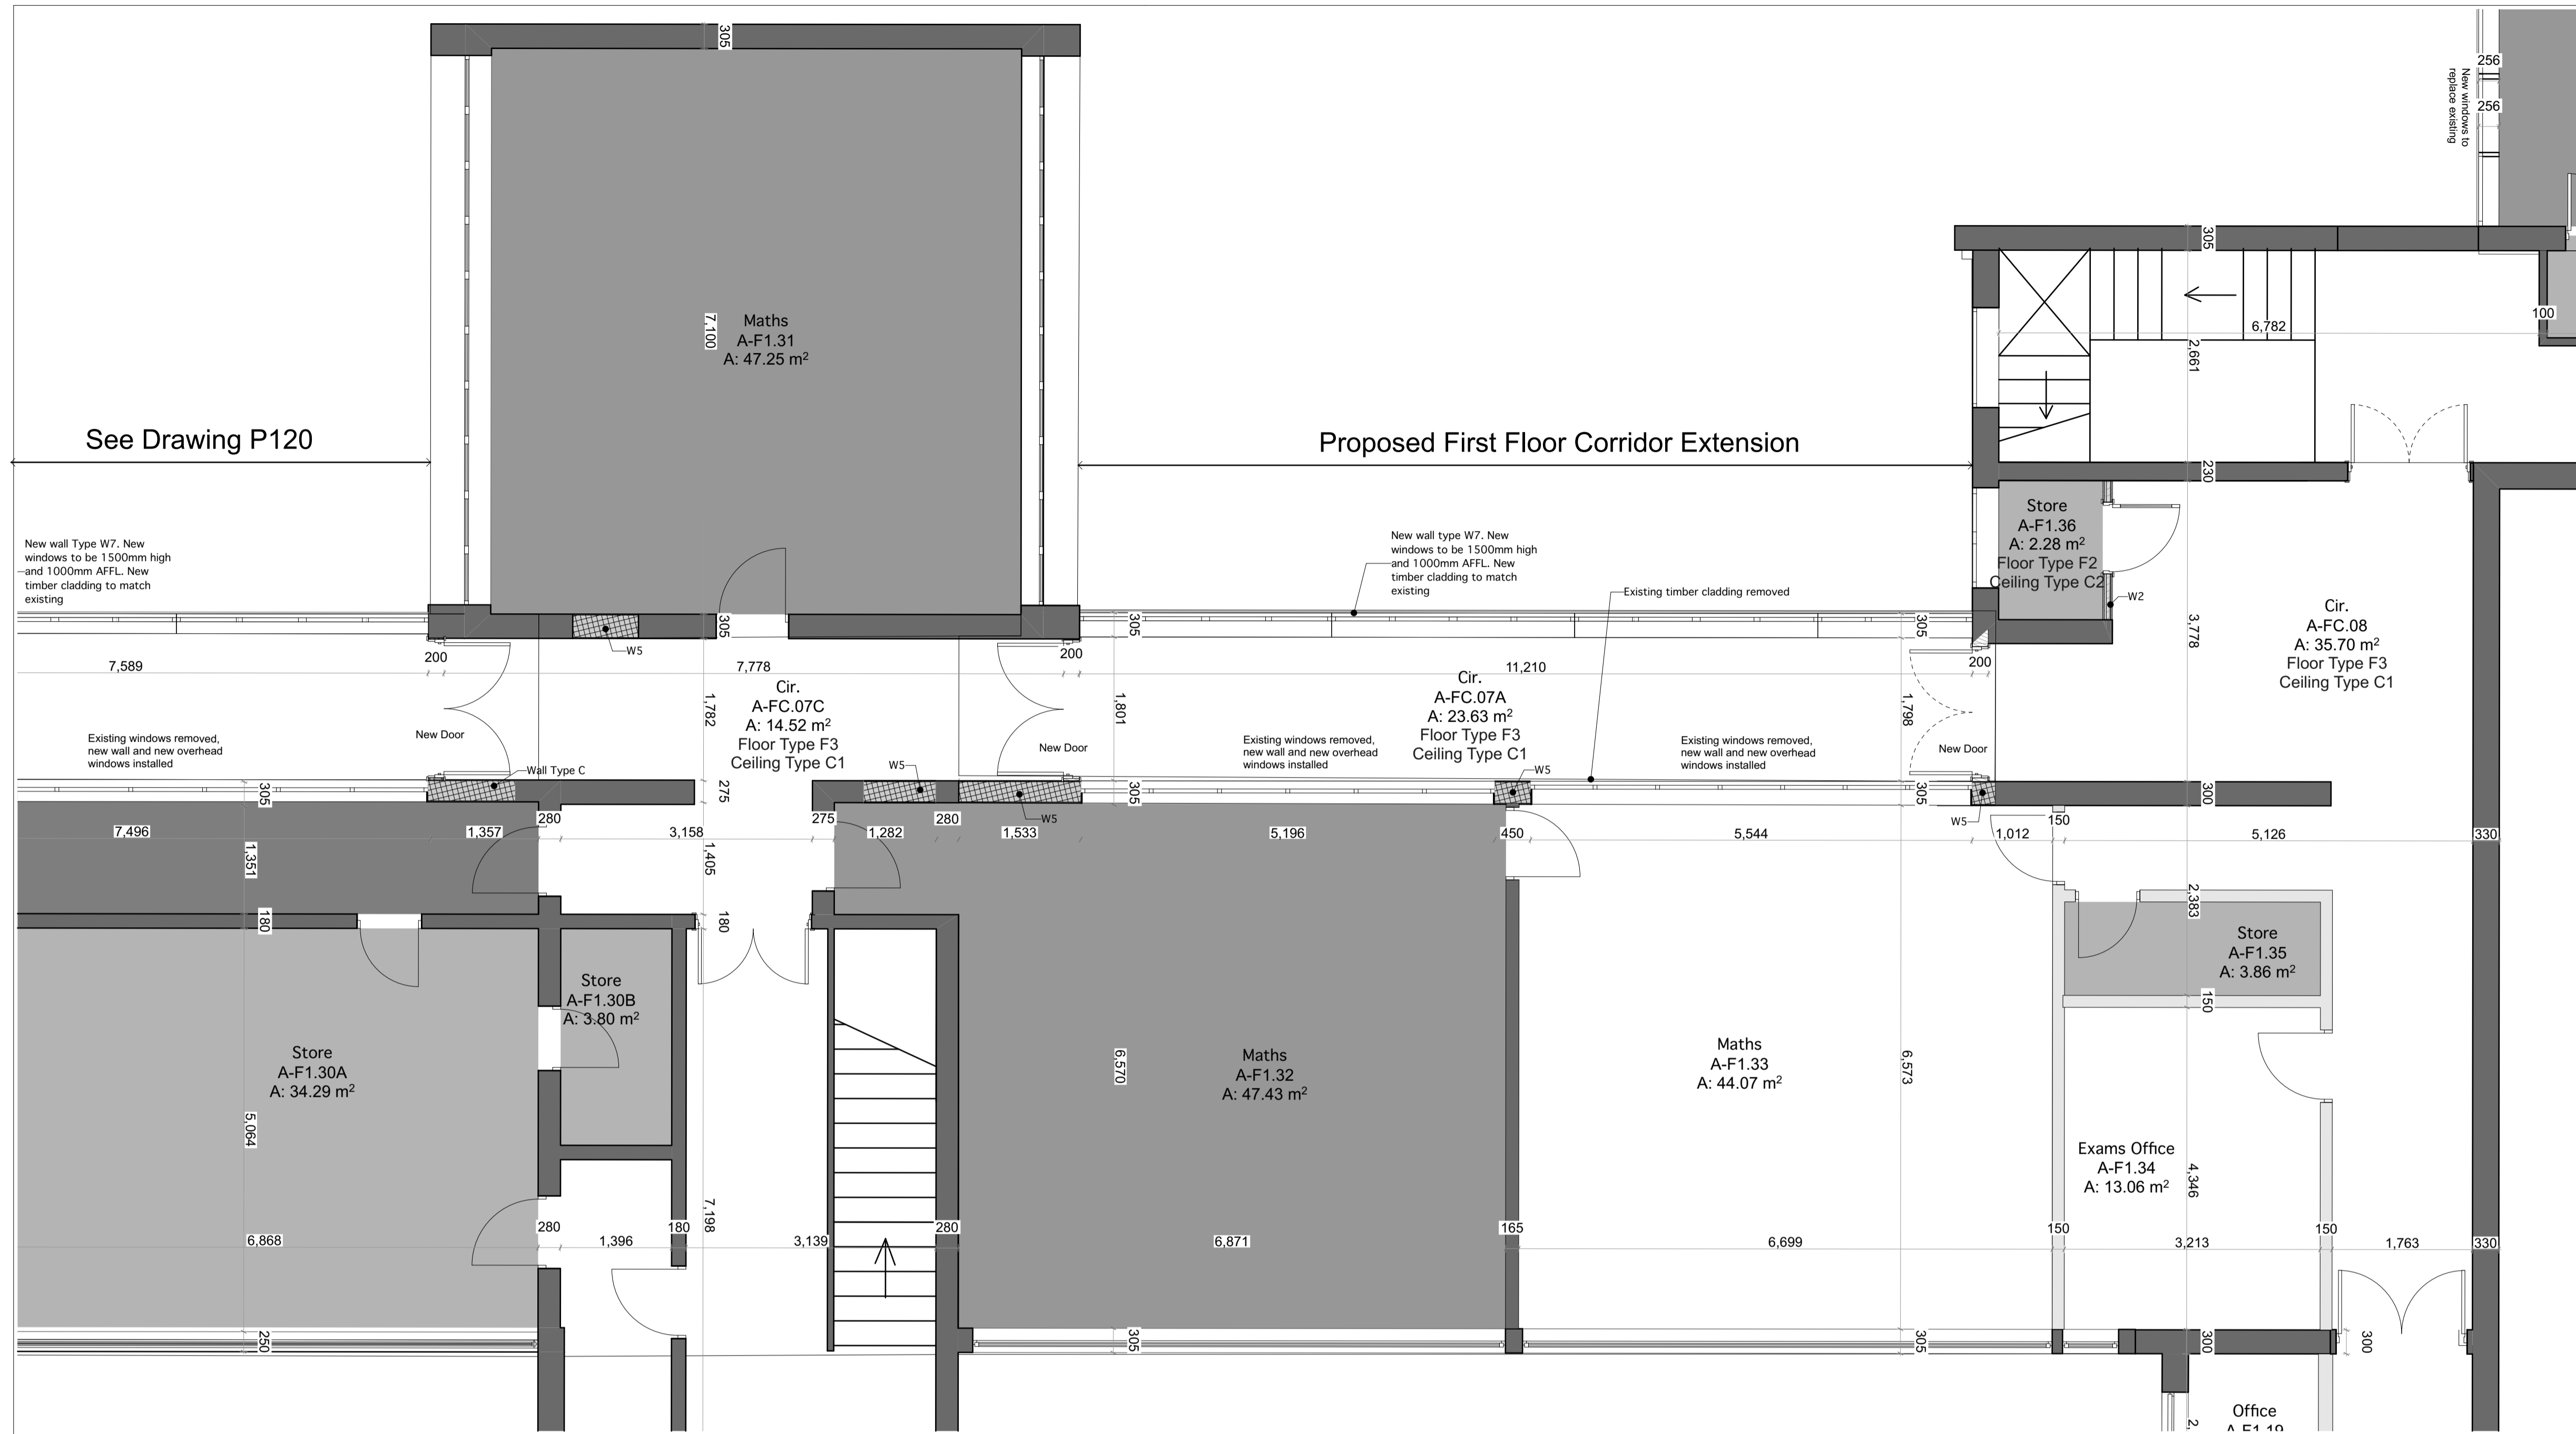 305
256
New windows to
replace existing
256
305
Maths
A-F1.31
A: 47.25 m²
7,100
100
6,782
2,661
See Drawing P120
Proposed First Floor Corridor Extension
230
Store
A-F1.36
A: 2.28 m²
Floor Type F2
Ceiling Type C2
W2
New wall Type W7. New
windows to be 1500mm high
and 1000mm AFFL. New
timber cladding to match
existing
New wall type W7. New
windows to be 1500mm high
and 1000mm AFFL. New
timber cladding to match
existing
Existing timber cladding removed
Cir.
A-FC.08
A: 35.70 m²
Floor Type F3
Ceiling Type C1
3,778
305
305
305
W5
7,589
200
7,778
200
11,210
200
Cir.
A-FC.07C
A: 14.52 m²
Floor Type F3
Ceiling Type C1
1,782
1,801
Cir.
A-FC.07A
A: 23.63 m²
Floor Type F3
Ceiling Type C1
1,798
Existing windows removed,
new wall and new overhead
windows installed
New Door
New Door
Existing windows removed,
new wall and new overhead
windows installed
Existing windows removed,
new wall and new overhead
windows installed
New Door
Wall Type C
W5
W5
305
275
305
305
300
W5
W5
7,496
1,357
280
3,158
275
1,282
280
1,533
5,196
450
5,544
1,012
150
5,126
330
1,351
1,405
2,383
180
180
Store
A-F1.35
A: 3.86 m²
150
Store
A-F1.30B
A: 3.80 m²
Store
A-F1.30A
A: 34.29 m²
Maths
A-F1.32
A: 47.43 m²
Maths
A-F1.33
A: 44.07 m²
6,570
6,573
5,064
Exams Office
A-F1.34
A: 13.06 m²
4,346
7,198
280
180
280
165
150
150
6,868
1,396
3,139
6,871
6,699
3,213
1,763
330
250
305
305
300
300
Office
A-F1.19
2,